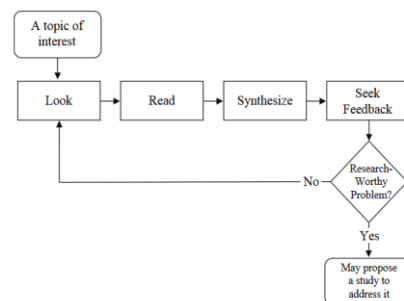 A topic of
interest
Look
Read
Synthesize
Seek
Feedback
Research-
Worthy
Problem?
No
Yes
May propose
a study to
address it